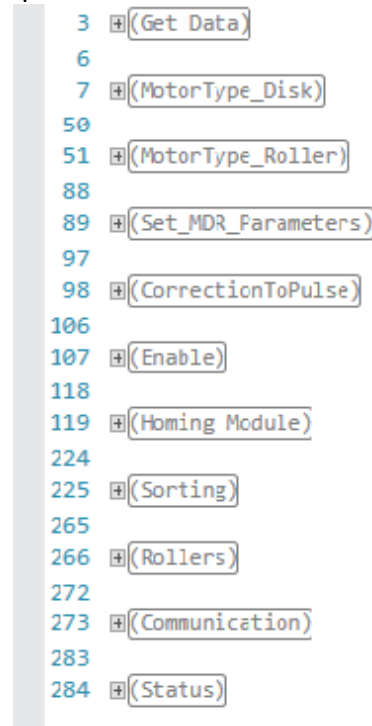 3 (Get Data)
6
7 (MotorType_Disk)
50
51 (MotorType_Roller)
88
89 (Set_MDR_Parameters)
97
98 (CorrectionToPulse)
106
107 (Enable)
118
119 (Homing Module)
224
225 (Sorting)
265
266 (Rollers)
272
273 (Communication)
283
284 (Status)